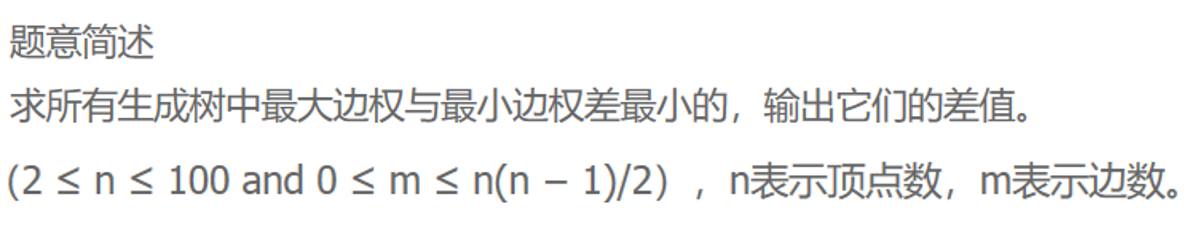 题意简述
求所有生成树中最大边权与最小边权差最小的，输出它们的差值。
(2 ≤ n ≤ 100 and 0 ≤ m ≤ n(n − 1)/2），n表示顶点数，m表示边数。